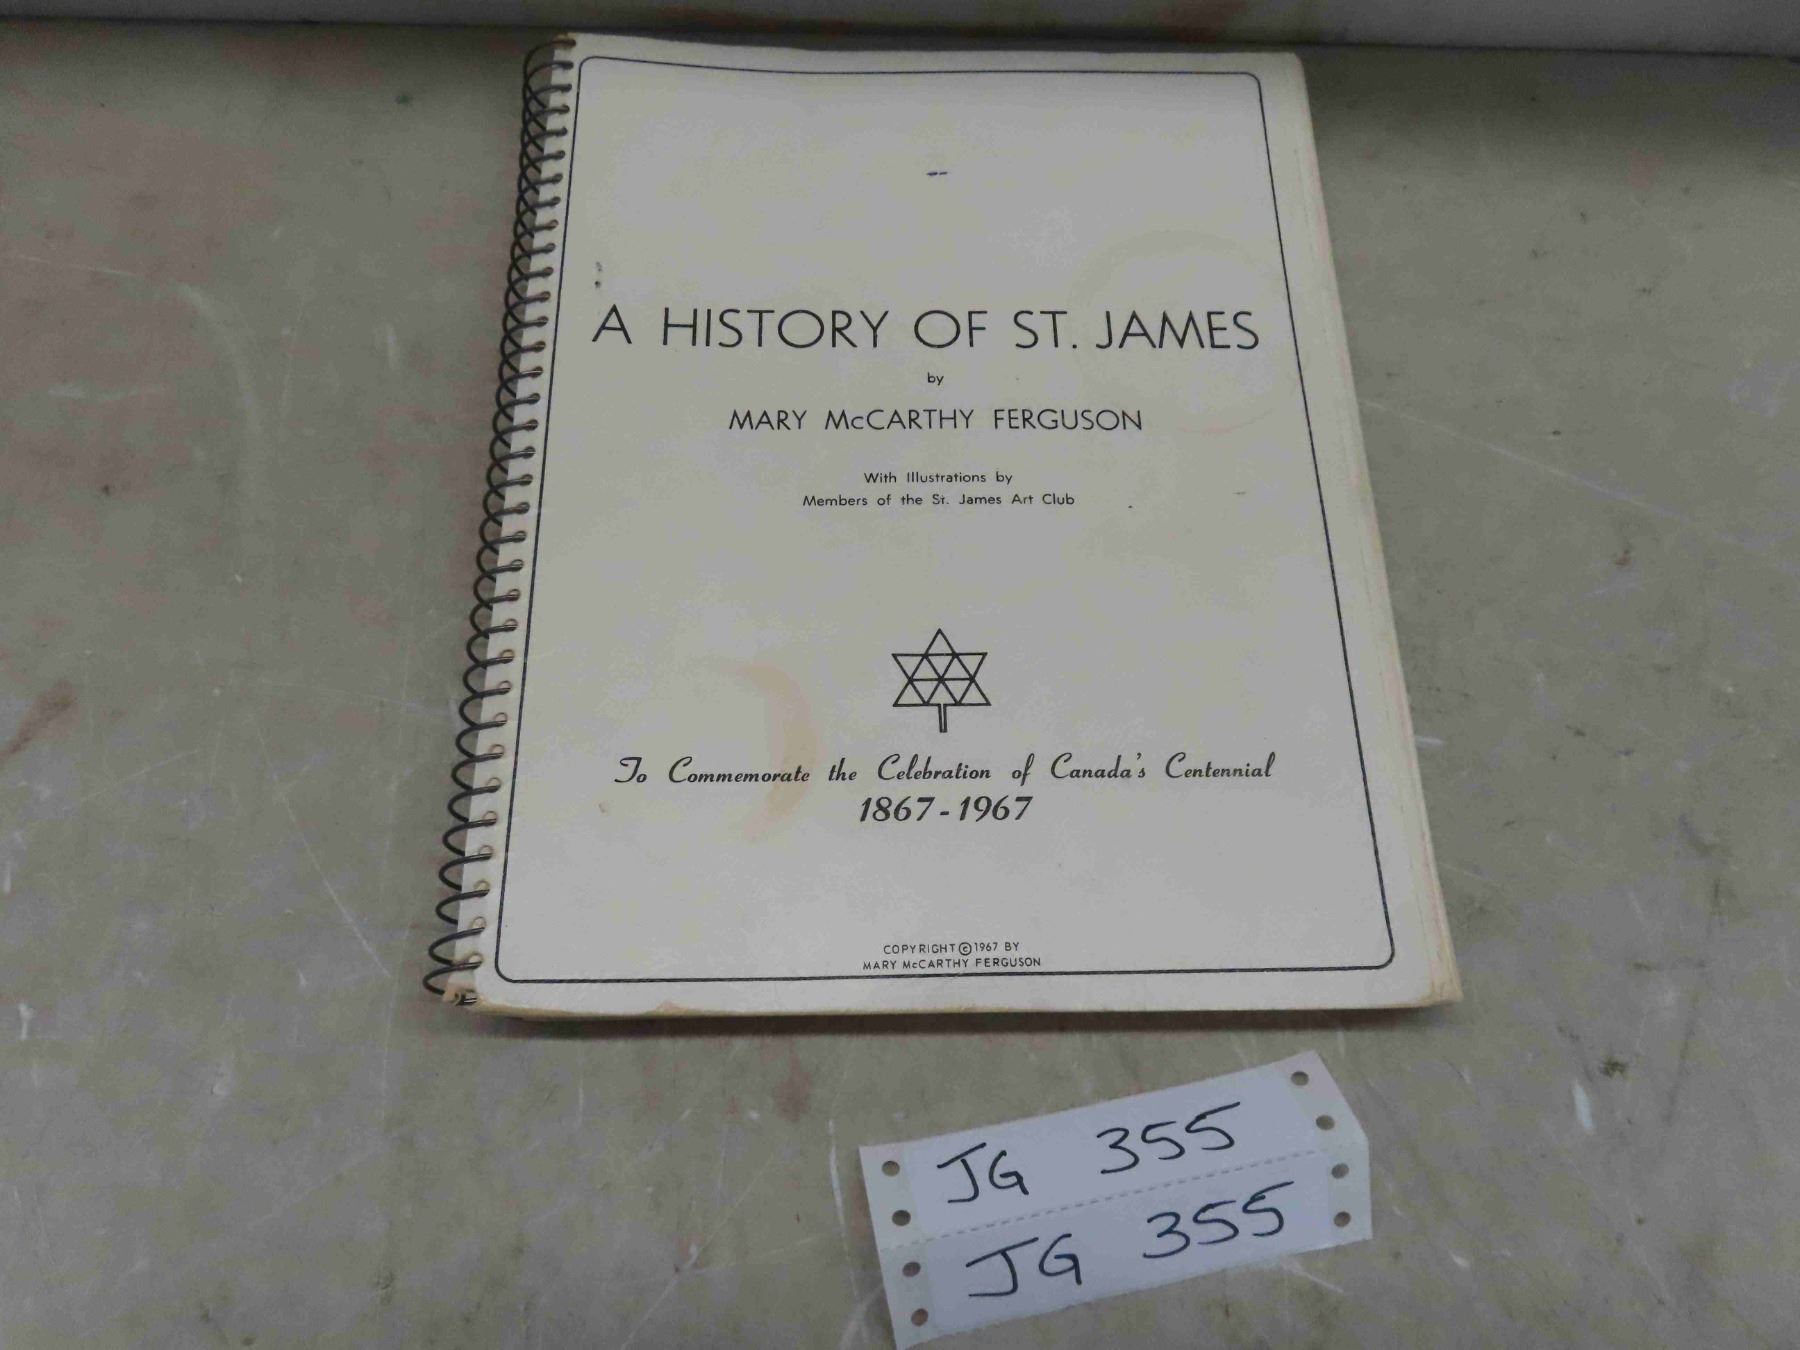 A HISTORY OF ST. JAMES
by
MARY McCARTHY FERGUSON
With Illustrations by
Members of the St. James Art Club
To Commemorate the Celebration of Canada's Centennial
1867-1967
COPYRIGHT © 1967 BY
MARY McCARTHY FERGUSON
JG 355
JG 355